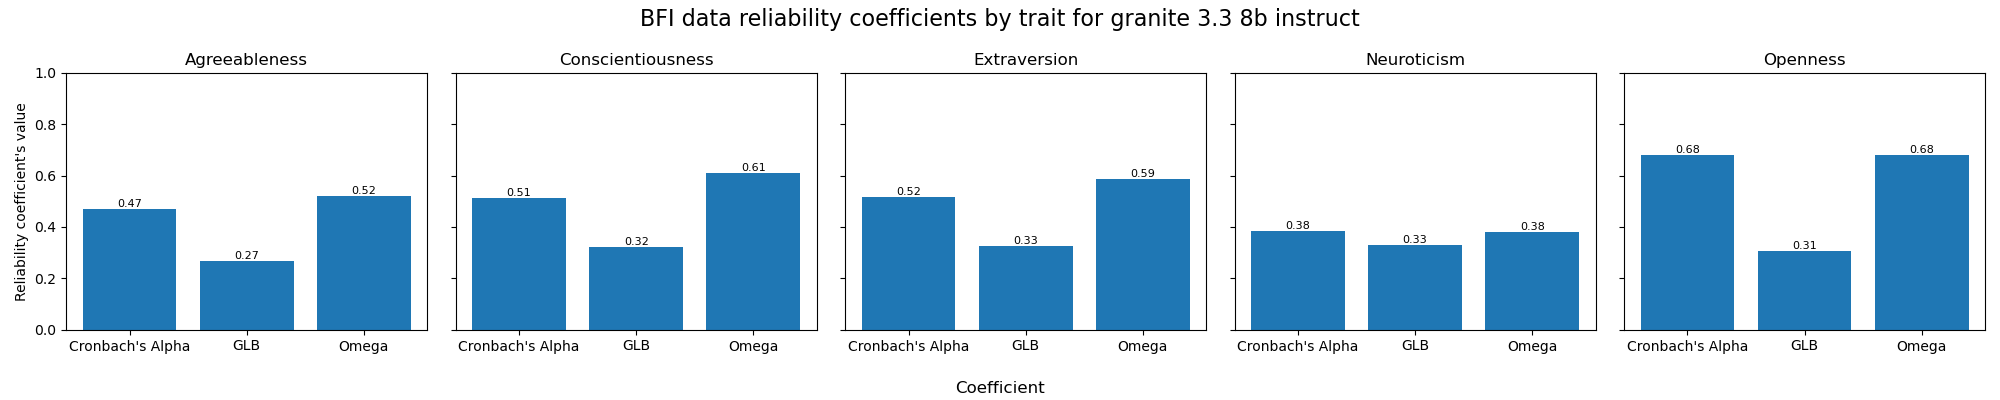 BFI data reliability coefficients by trait for granite 3.3 8b instruct
Agreeableness
Conscientiousness
Extraversion
Neuroticism
Openness
Reliability coefficient's value
1.0
0.8
0.6
0.4
0.2
0.0
0.47
0.27
0.52
0.51
0.32
0.61
0.52
0.33
0.59
0.38
0.33
0.38
0.68
0.31
0.68
Cronbach's Alpha GLB Omega
Cronbach's Alpha GLB Omega
Cronbach's Alpha GLB Omega
Cronbach's Alpha GLB Omega
Cronbach's Alpha GLB Omega
Coefficient